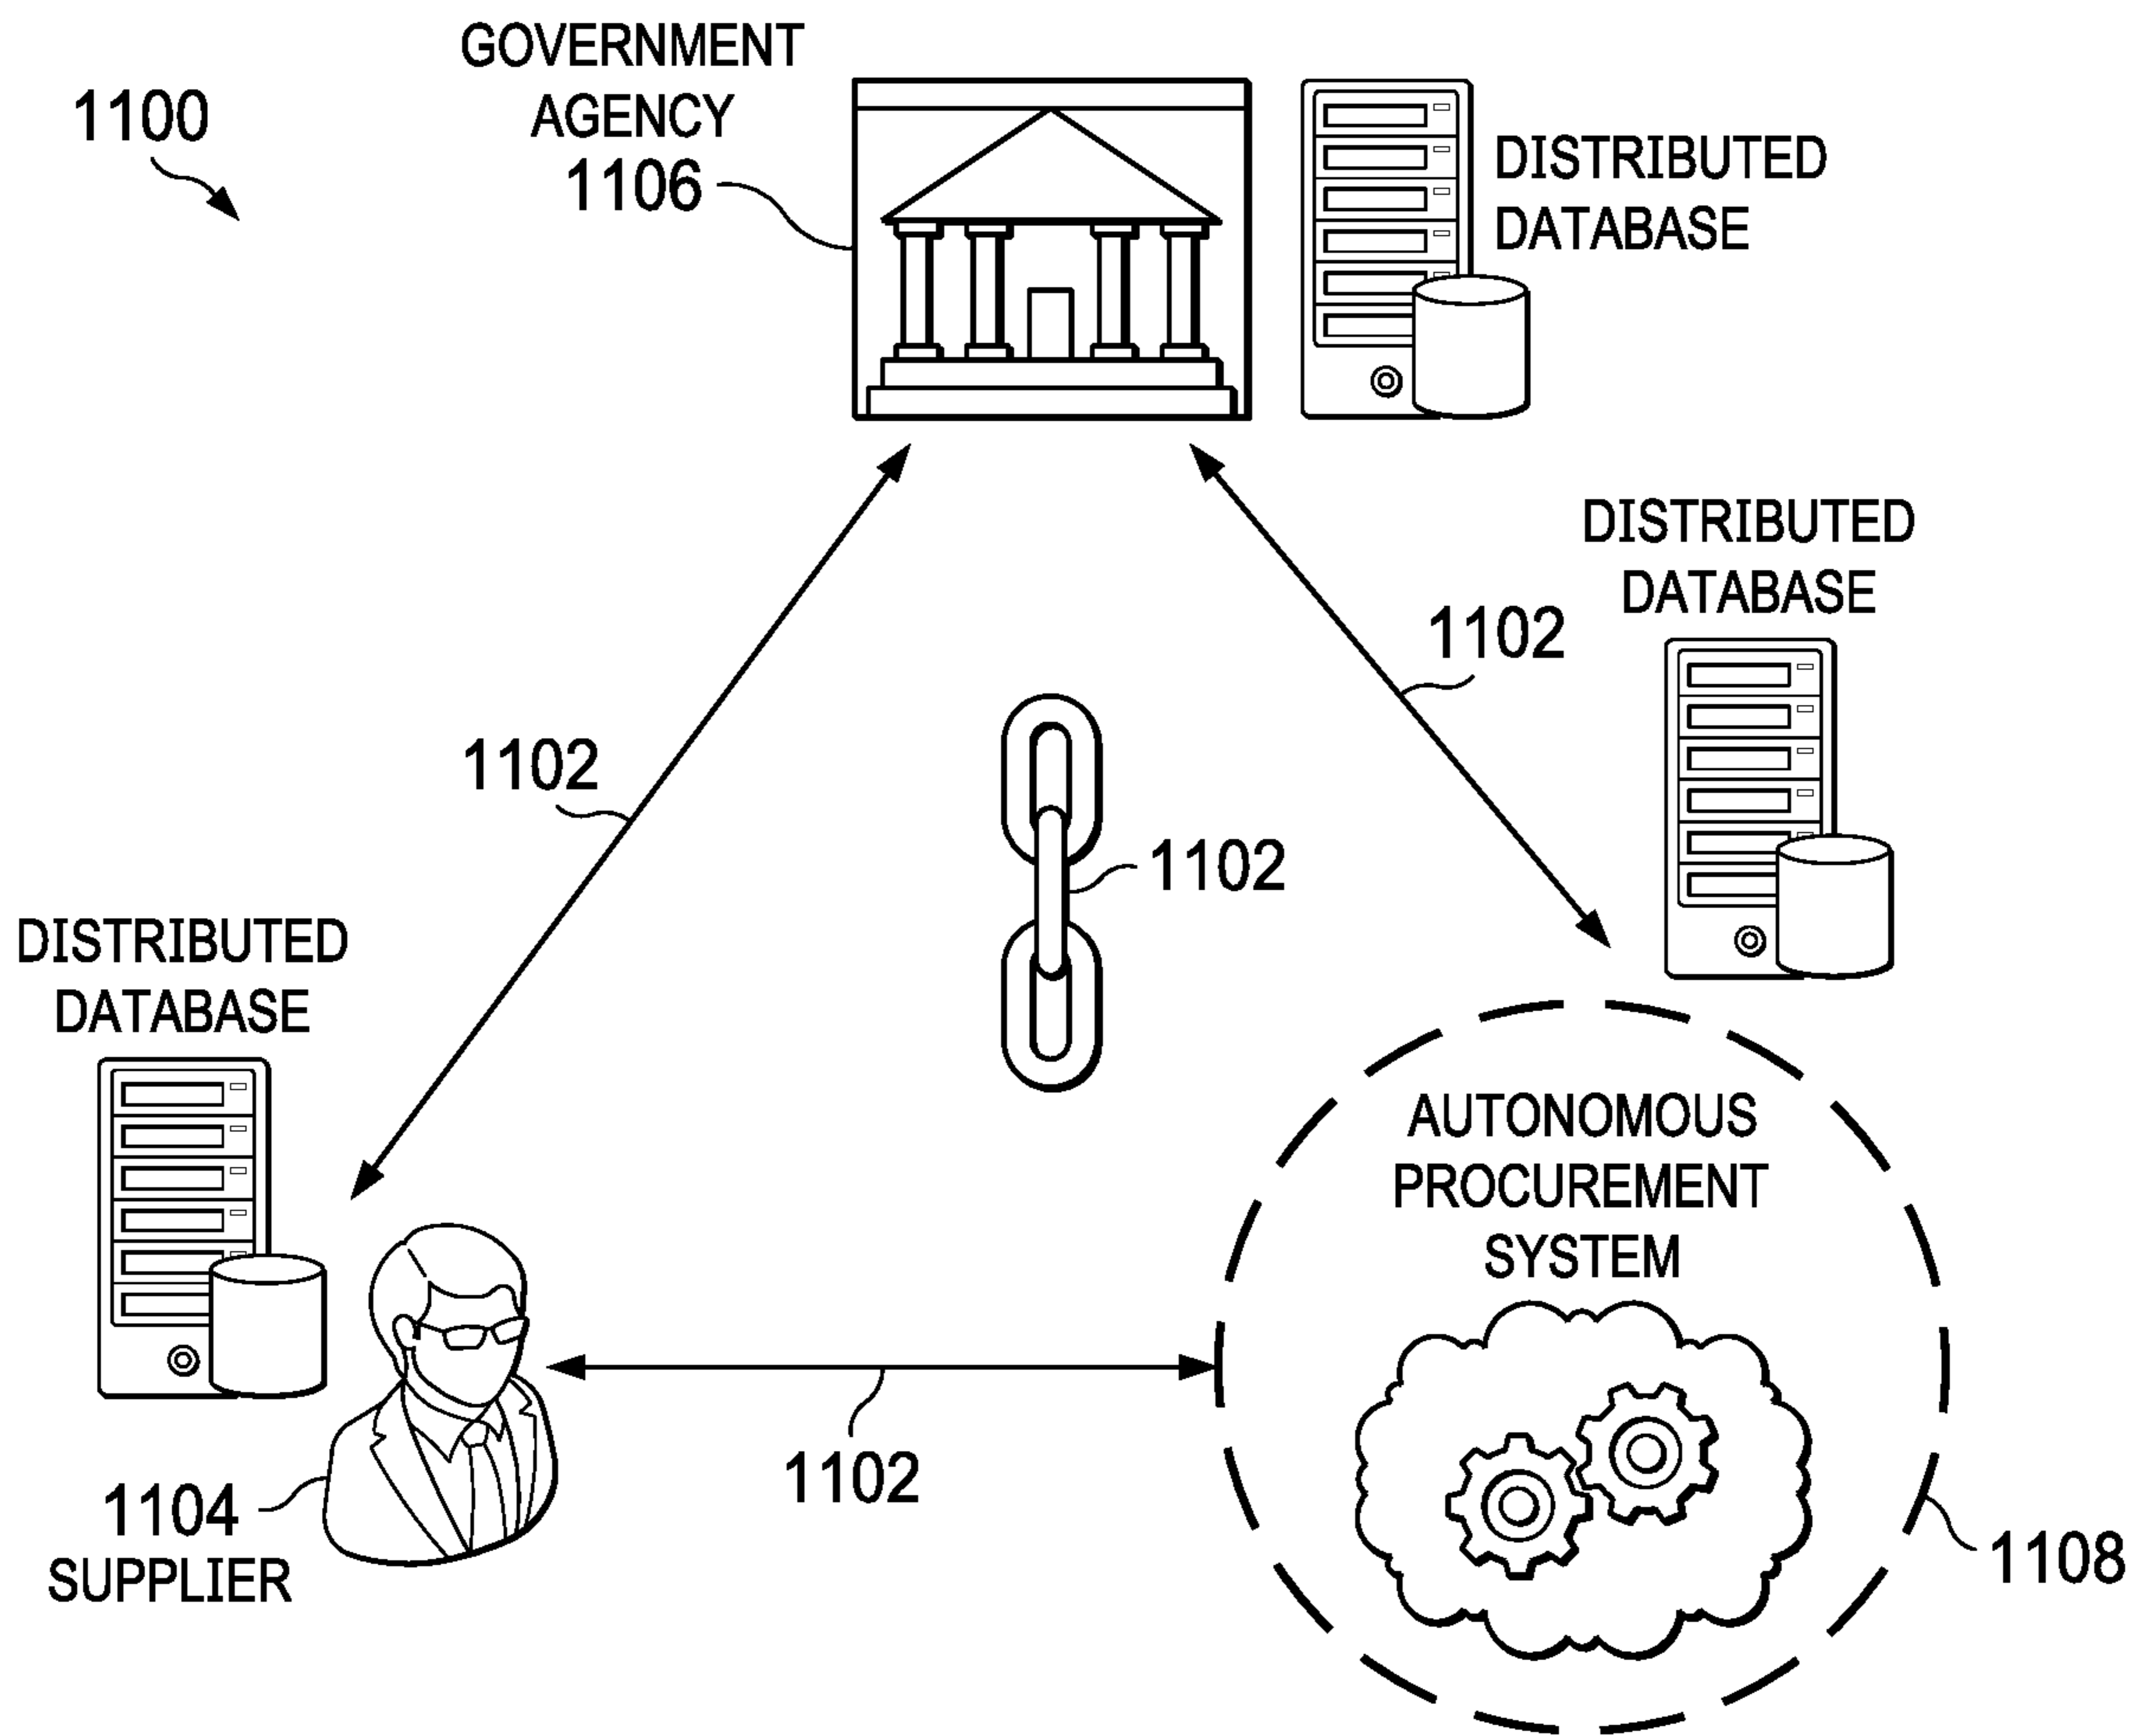 GOVERNMENT
AGENCY
1106
1100
DISTRIBUTED
DATABASE
DISTRIBUTED
DATABASE
1102
1102
1102
DISTRIBUTED
DATABASE
AUTONOMOUS
PROCUREMENT
SYSTEM
1102
1104
SUPPLIER
1108